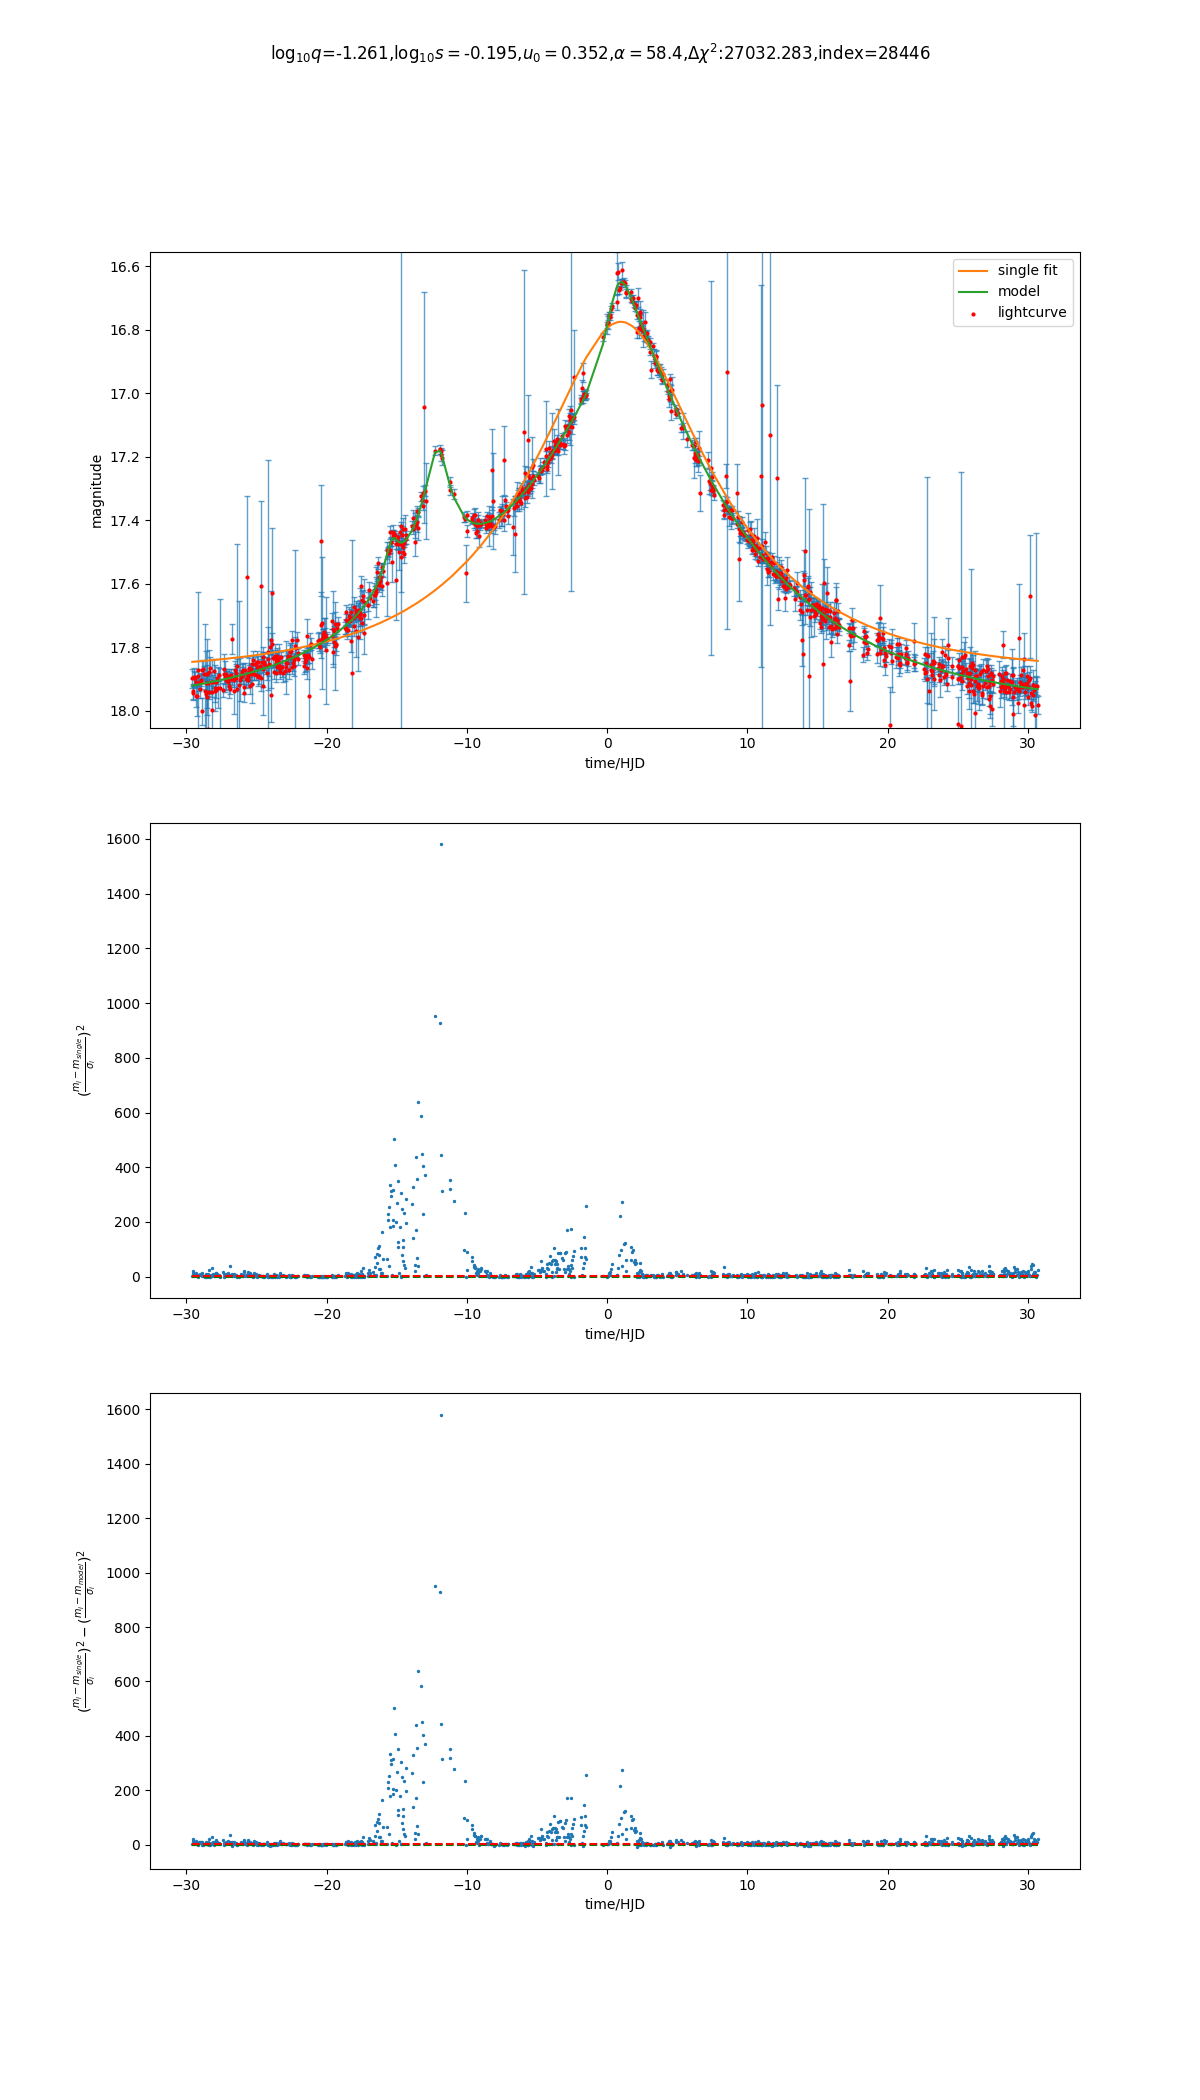 log₁₀q=-1.261,log₁₀s = -0.195,u₀ = 0.352,α = 58.4,Δχ²:27032.283,index=28446
single fit
model
lightcurve
16.6
16.8
17.0
17.2
17.4
17.6
17.8
18.0
magnitude
−30 −20 −10 0 10 20 30
time/HJD
1600
1400
1200
1000
800
600
400
200
0
((mᵢ − m_single)/σᵢ)²
−30 −20 −10 0 10 20 30
time/HJD
1600
1400
1200
1000
800
600
400
200
0
((mᵢ − m_single)/σᵢ)² − ((mᵢ − m_model)/σᵢ)²
−30 −20 −10 0 10 20 30
time/HJD